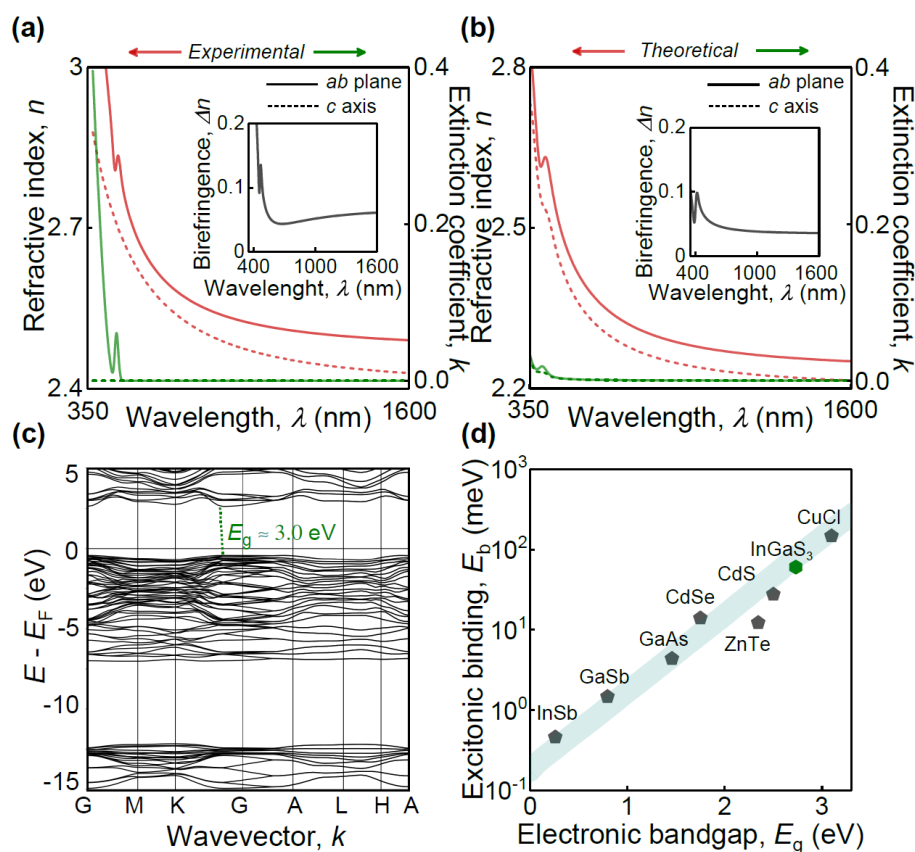 (a)
Experimental
3
0.4
ab plane
c axis
Refractive index, n
Extinction coefficient, k
0.2
0.1
0
Birefringence, Δn
400 1000 1600
Wavelenght, λ (nm)
2.7
0.2
2.4
0.0
350 Wavelength, λ (nm) 1600
(b)
Theoretical
2.8
0.4
ab plane
c axis
Refractive index, n
Extinction coefficient, k
0.2
0.1
0
Birefringence, Δn
400 1000 1600
Wavelenght, λ (nm)
2.5
0.2
2.2
0.0
350 Wavelength, λ (nm) 1600
(c)
5
0
-5
-10
-15
E - E_F (eV)
E_g ≈ 3.0 eV
G M K G A L H A
Wavevector, k
(d)
10³
10²
10¹
10⁰
10⁻¹
Excitonic binding, E_b (meV)
CuCl
InGaS₃
CdS
CdSe
ZnTe
GaAs
GaSb
InSb
0 1 2 3
Electronic bandgap, E_g (eV)